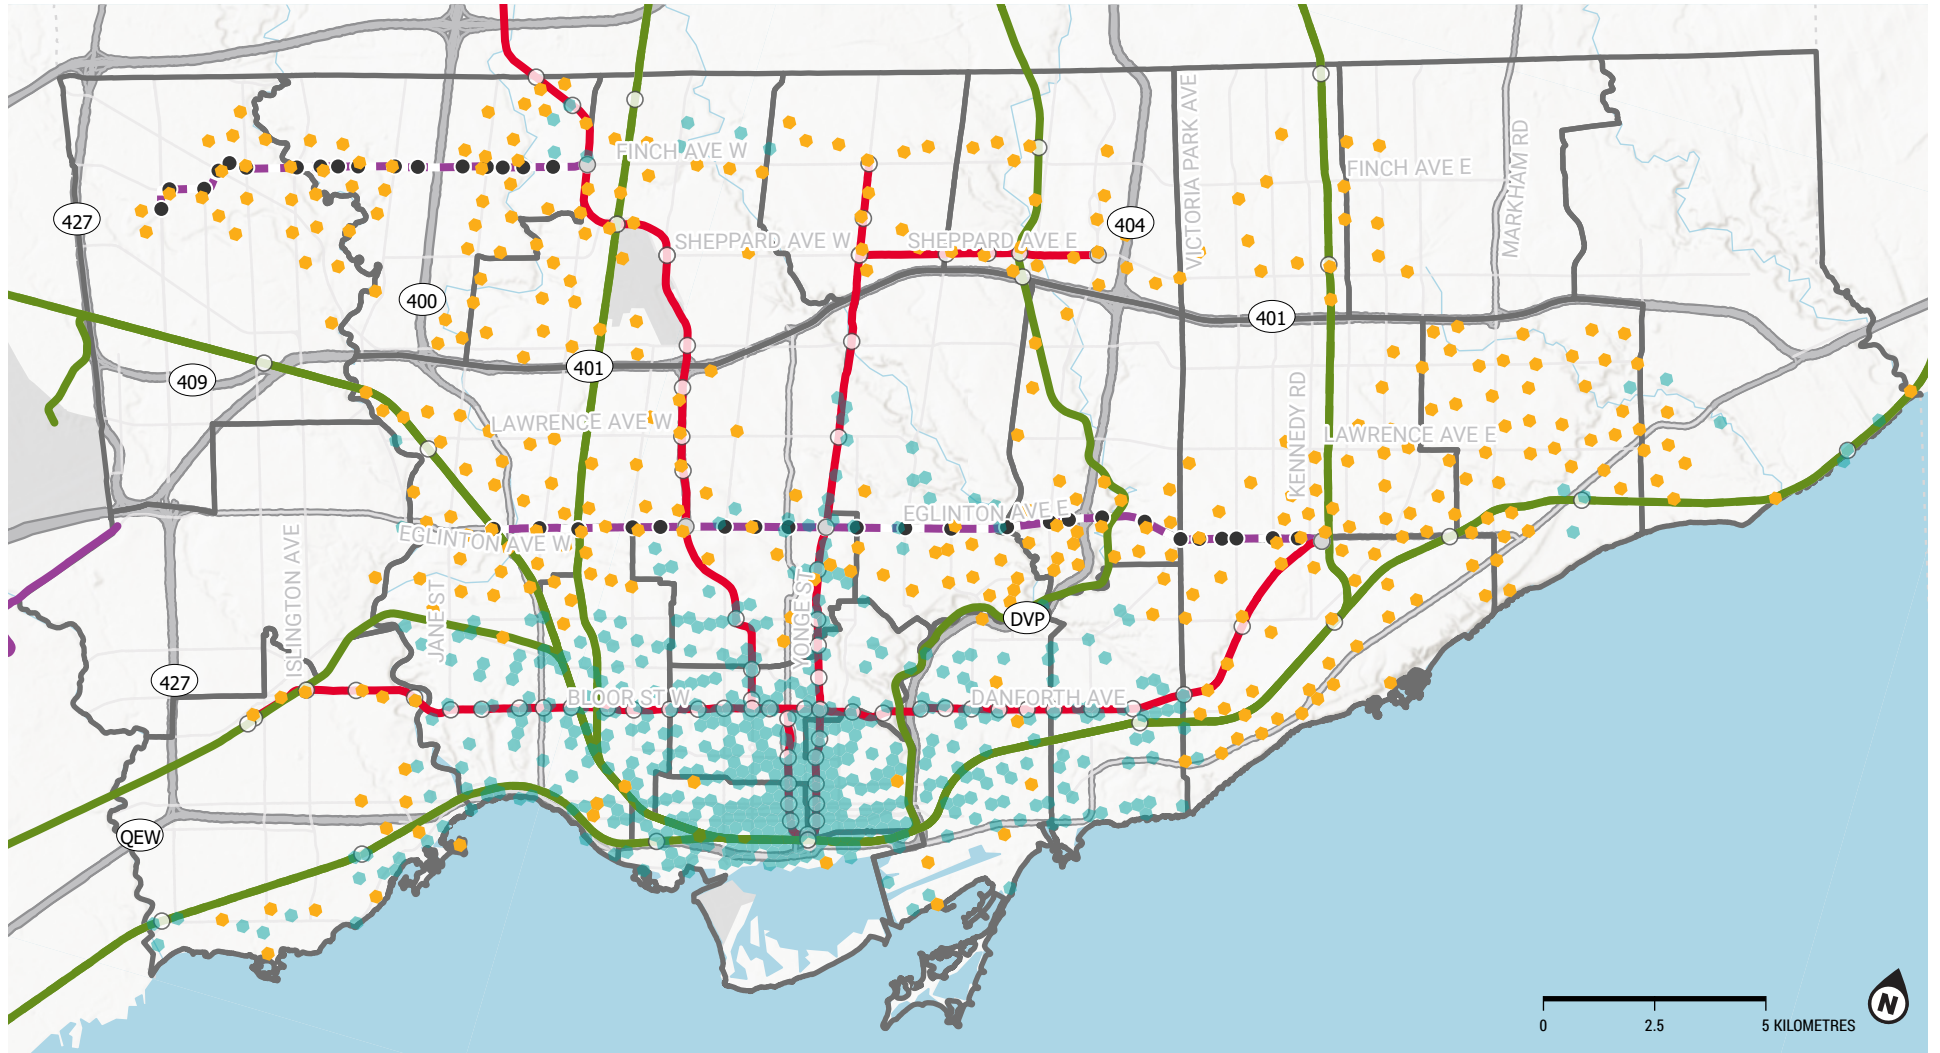 FINCH AVE W
VICTORIA PARK AVE
FINCH AVE E
MARKHAM RD
427
SHEPPARD AVE W
SHEPPARD AVE E
404
400
401
401
409
LAWRENCE AVE W
KENNEDY RD
LAWRENCE AVE E
EGLINTON AVE W
EGLINTON AVE E
ISLINGTON AVE
JANE ST
YONGE ST
DVP
427
BLOOR ST W
DANFORTH AVE
QEW
N
0
2.5
5 KILOMETRES